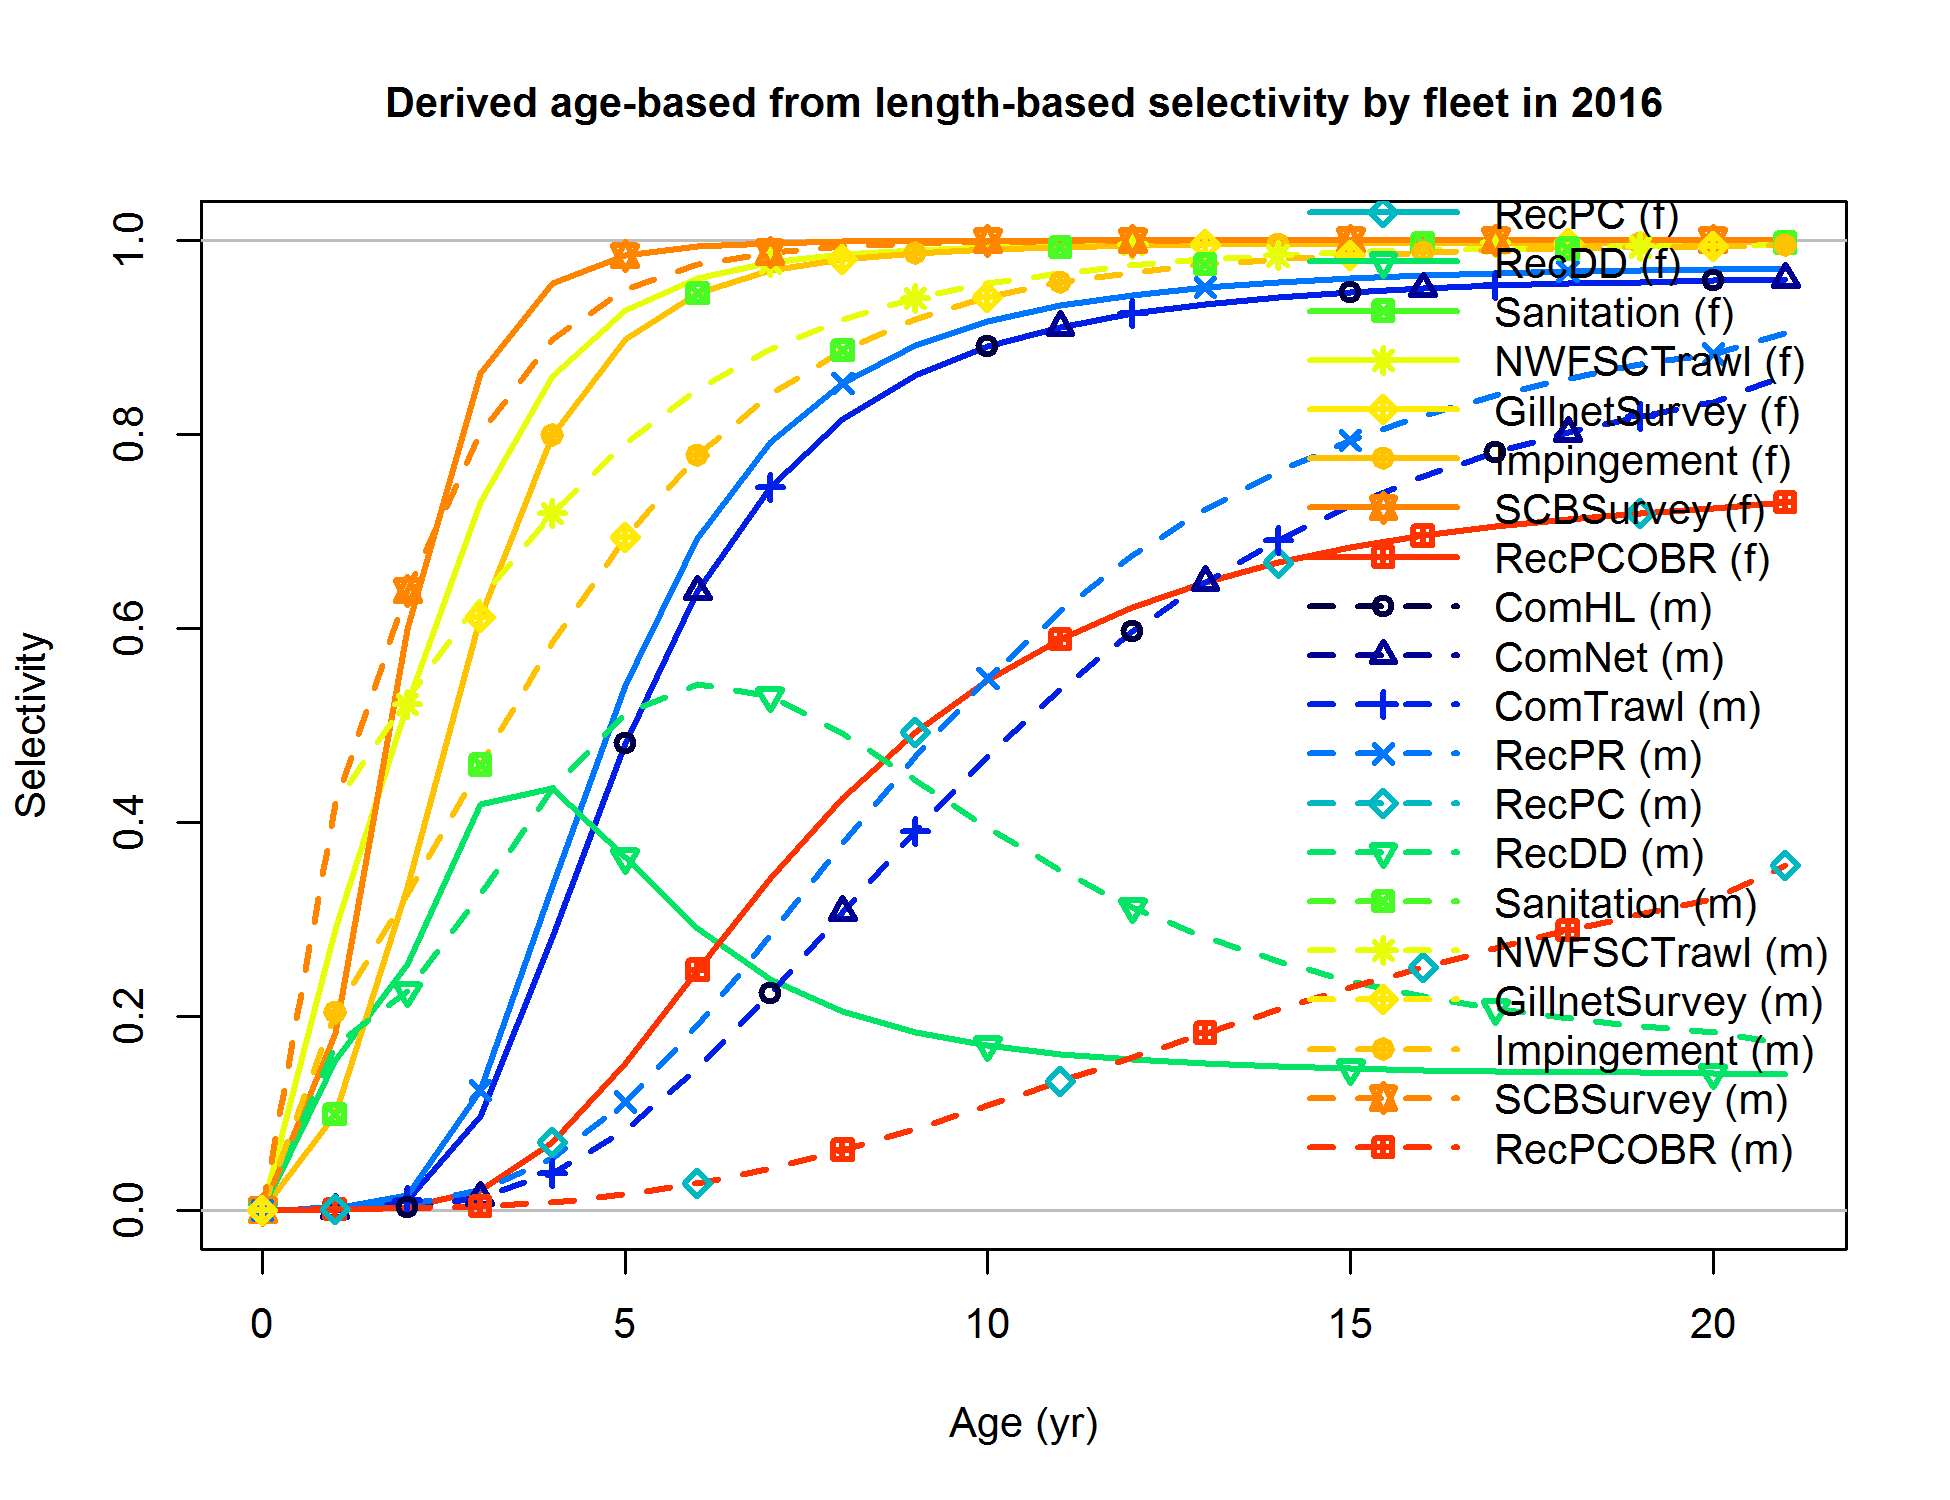 Derived age-based from length-based selectivity by fleet in 2016
1.0
0.8
0.6
0.4
0.2
0.0
Selectivity
RecPC (f)
RecDD (f)
Sanitation (f)
NWFSCTrawl (f)
GillnetSurvey (f)
Impingement (f)
SCBSurvey (f)
RecPCOBR (f)
ComHL (m)
ComNet (m)
ComTrawl (m)
RecPR (m)
RecPC (m)
RecDD (m)
Sanitation (m)
NWFSCTrawl (m)
GillnetSurvey (m)
Impingement (m)
SCBSurvey (m)
RecPCOBR (m)
0 5 10 15 20
Age (yr)